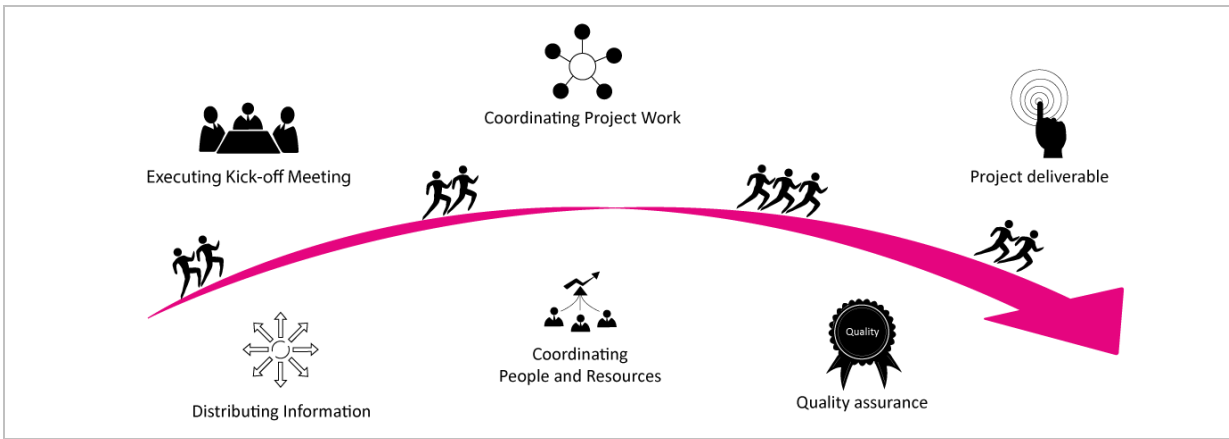 Coordinating Project Work
Executing Kick-off Meeting
Project deliverable
Distributing Information
Coordinating
People and Resources
Quality
Quality assurance